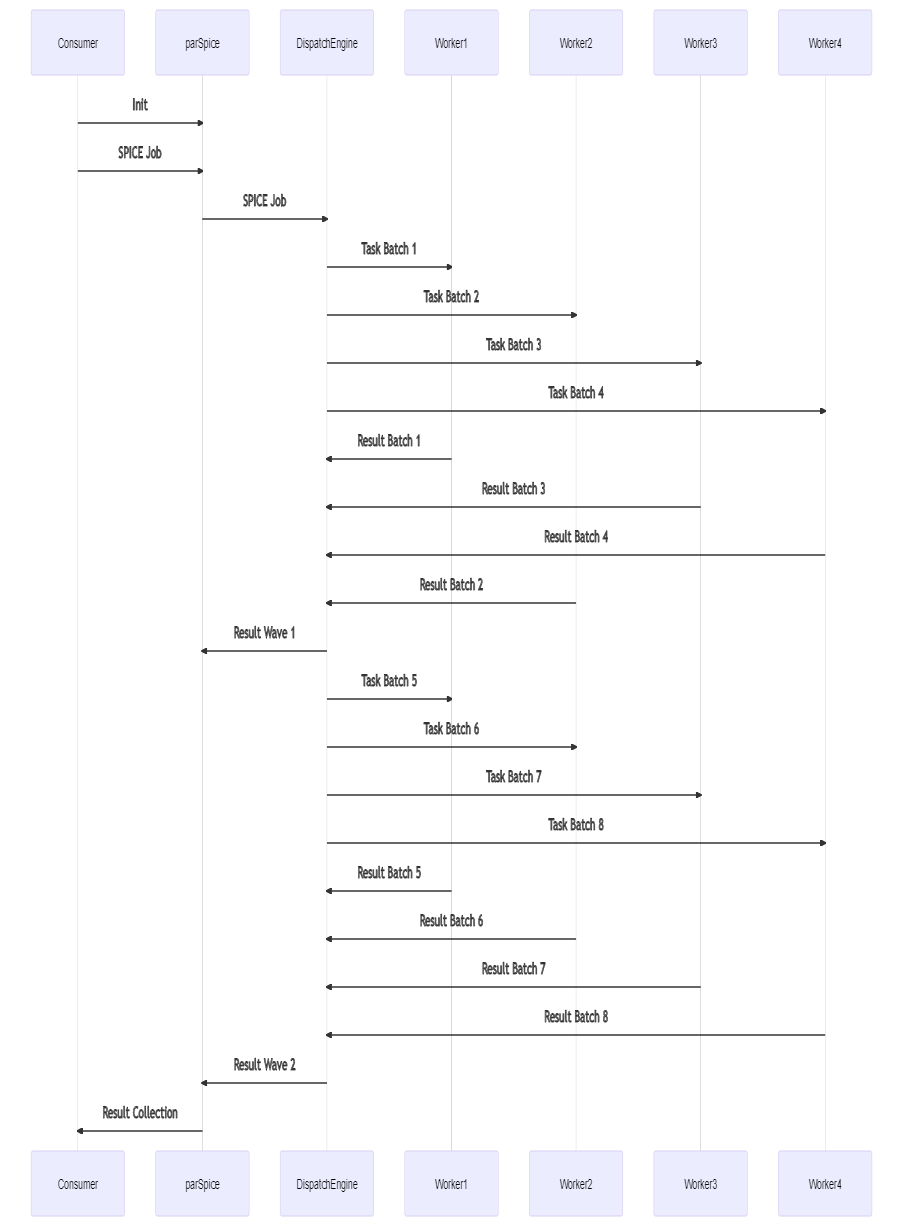 Consumer parSpice DispatchEngine Worker1 Worker2 Worker3 Worker4
Init
SPICE Job
SPICE Job
Task Batch 1
Task Batch 2
Task Batch 3
Task Batch 4
Result Batch 1
Result Batch 3
Result Batch 4
Result Batch 2
Result Wave 1
Task Batch 5
Task Batch 6
Task Batch 7
Task Batch 8
Result Batch 5
Result Batch 6
Result Batch 7
Result Batch 8
Result Wave 2
Result Collection
Consumer parSpice DispatchEngine Worker1 Worker2 Worker3 Worker4